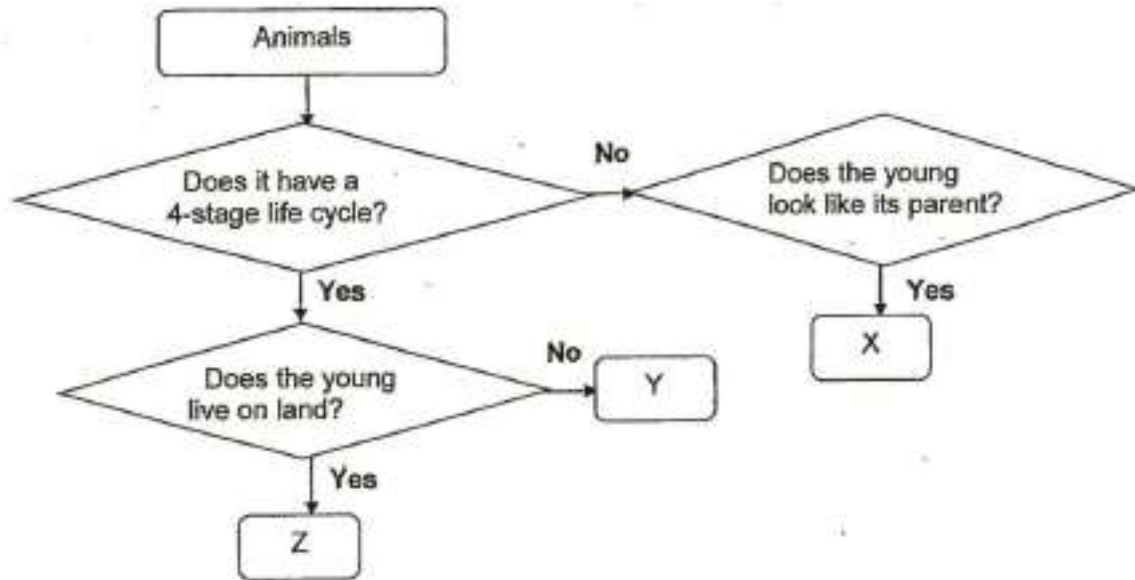 Animals
Does it have a
4-stage life cycle?
No
Does the young
look like its parent?
Yes
Yes
X
Does the young
live on land?
No
Y
Yes
Z